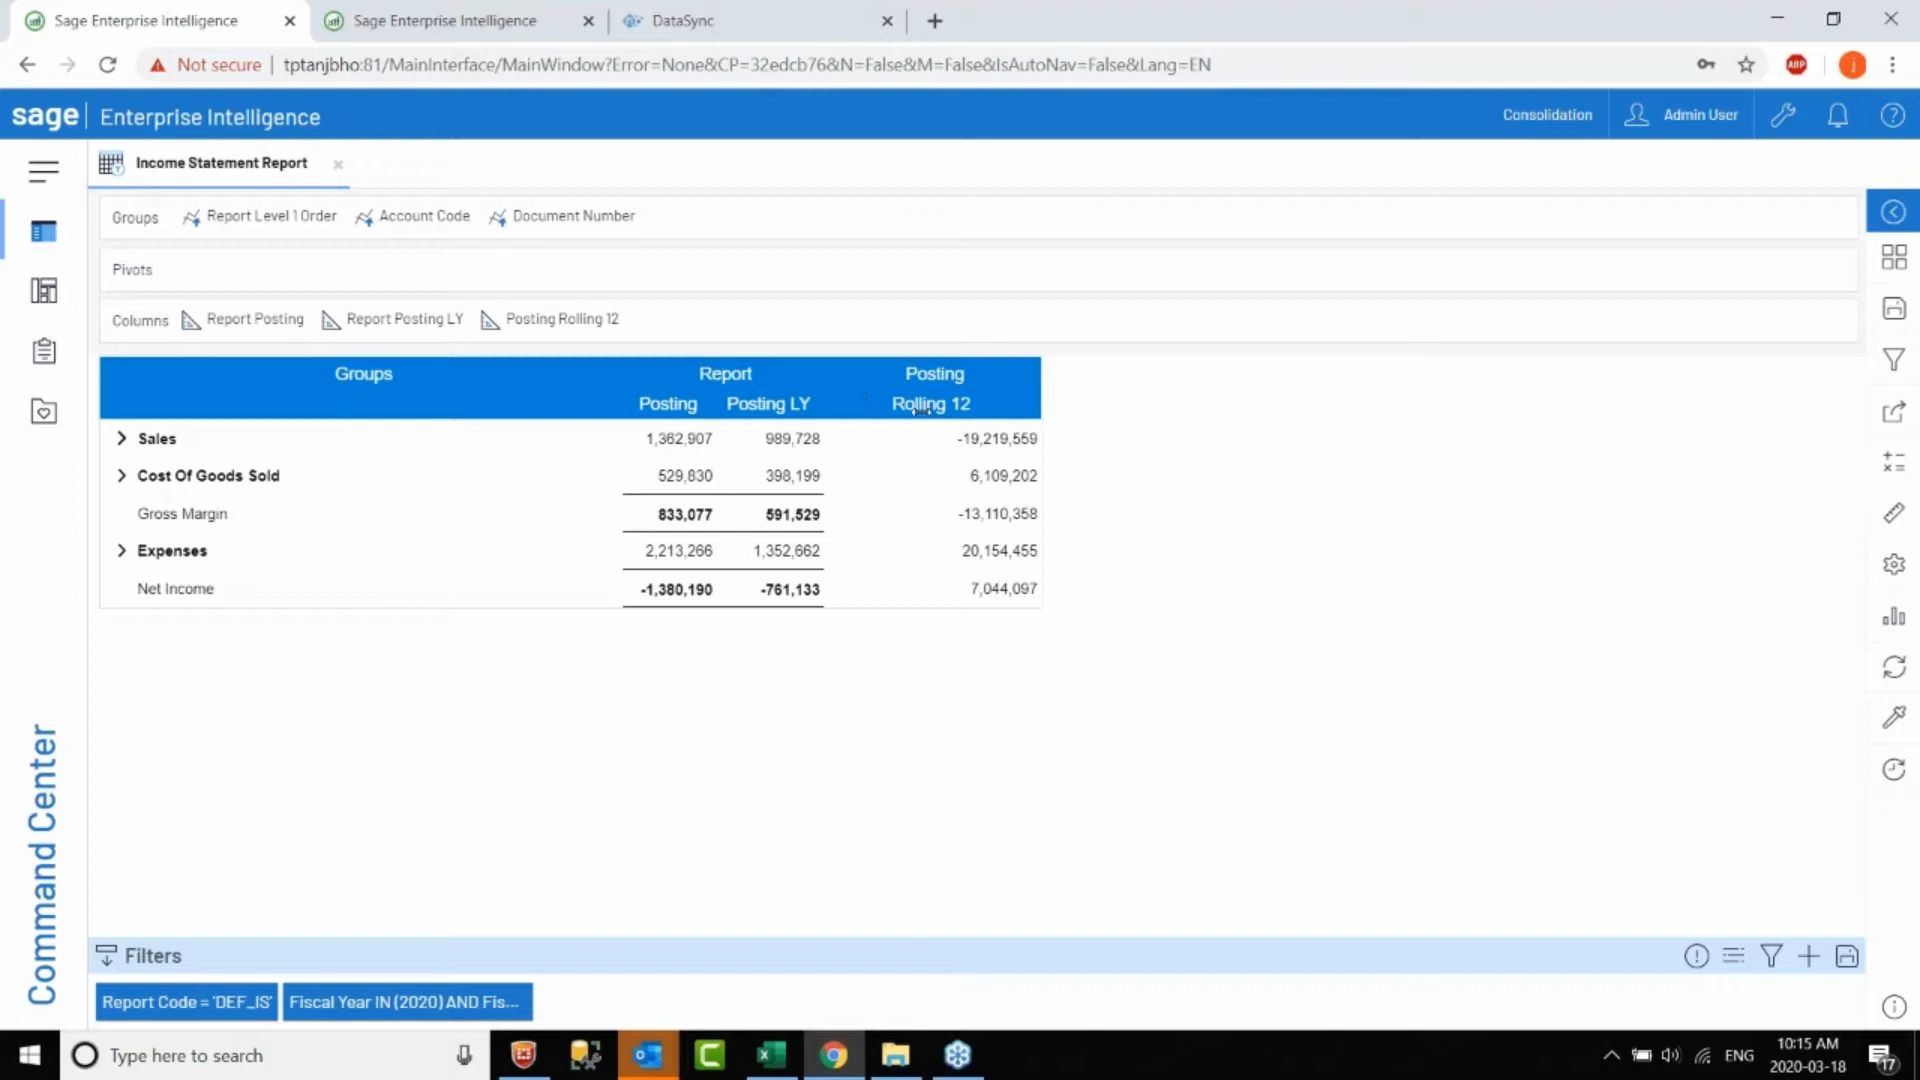 Sage Enterprise Intelligence
Sage Enterprise Intelligence
DataSync
Not secure
tptanjbho:81/MainInterface/MainWindow?Error=None&CP=32edcb76&N=False&M=False&IsAutoNav=False&Lang=EN
ABP
j
sage Enterprise Intelligence
Consolidation
Admin User
Income Statement Report
Groups Report Level 1 Order Account Code Document Number
Pivots
Columns Report Posting Report Posting LY Posting Rolling 12
Groups Report Posting
Posting Posting LY Rolling 12
Sales 1,362,907 989,728 -19,219,559
Cost Of Goods Sold 529,830 398,199 6,109,202
Gross Margin 833,077 591,529 -13,110,358
Expenses 2,213,266 1,352,662 20,154,455
Net Income -1,380,190 -761,133 7,044,097
Command Center
Filters
Report Code = 'DEF_IS' Fiscal Year IN (2020) AND Fis...
Type here to search
ENG
10:15 AM
2020-03-18
17